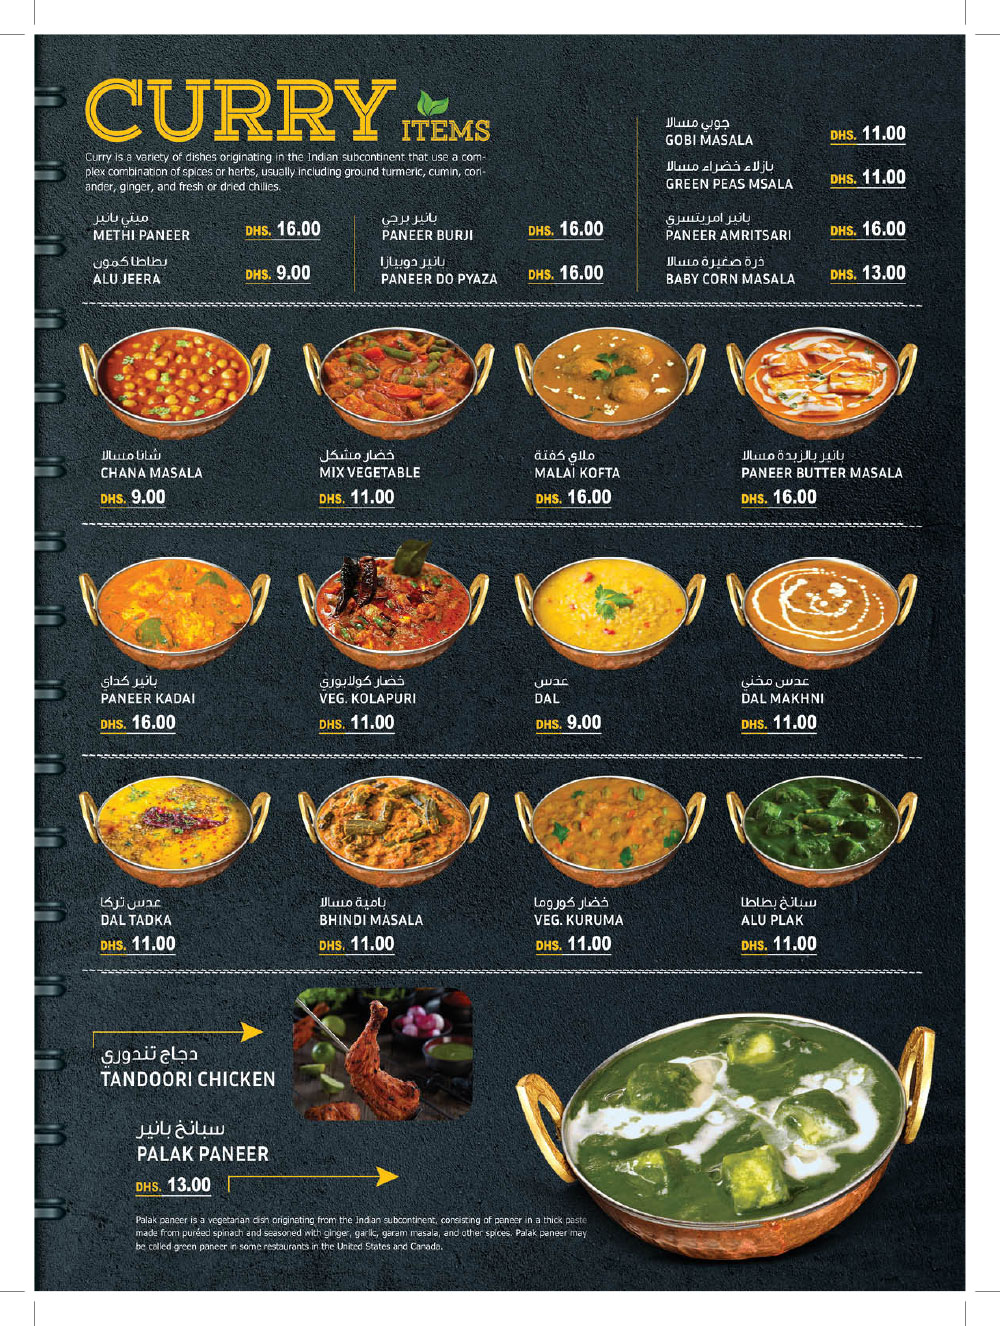 CURRY ITEMS
Curry is a variety of dishes originating in the Indian subcontinent that use a com-
plex combination of spices or herbs, usually including ground turmeric, cumin, cori-
ander, ginger, and fresh or dried chilies.
ميتي بانير
METHI PANEER
DHS. 16.00
بطاطا كمون
ALU JEERA
DHS. 9.00
بانير برجي
PANEER BURJI
DHS. 16.00
بانير دوبيازا
PANEER DO PYAZA
DHS. 16.00
جوبي مسالا
GOBI MASALA
DHS. 11.00
بازلاء خضراء مسالا
GREEN PEAS MSALA
DHS. 11.00
بانير امريتسري
PANEER AMRITSARI
DHS. 16.00
ذرة صغيرة مسالا
BABY CORN MASALA
DHS. 13.00
شانا مسالا
CHANA MASALA
DHS. 9.00
خضار مشكل
MIX VEGETABLE
DHS. 11.00
ملاي كفتة
MALAI KOFTA
DHS. 16.00
بانير بالزبدة مسالا
PANEER BUTTER MASALA
DHS. 16.00
بانير كداي
PANEER KADAI
DHS. 16.00
خضار كولابوري
VEG. KOLAPURI
DHS. 11.00
عدس
DAL
DHS. 9.00
عدس مخني
DAL MAKHNI
DHS. 11.00
عدس تركا
DAL TADKA
DHS. 11.00
بامية مسالا
BHINDI MASALA
DHS. 11.00
خضار كوروما
VEG. KURUMA
DHS. 11.00
سبانخ بطاطا
ALU PLAK
DHS. 11.00
دجاج تندوري
TANDOORI CHICKEN
سبانخ بانير
PALAK PANEER
DHS. 13.00
Palak paneer is a vegetarian dish originating from the Indian subcontinent, consisting of paneer in a thick paste
made from puréed spinach and seasoned with ginger, garlic, garam masala, and other spices. Palak paneer may
be called green paneer in some restaurants in the United States and Canada.